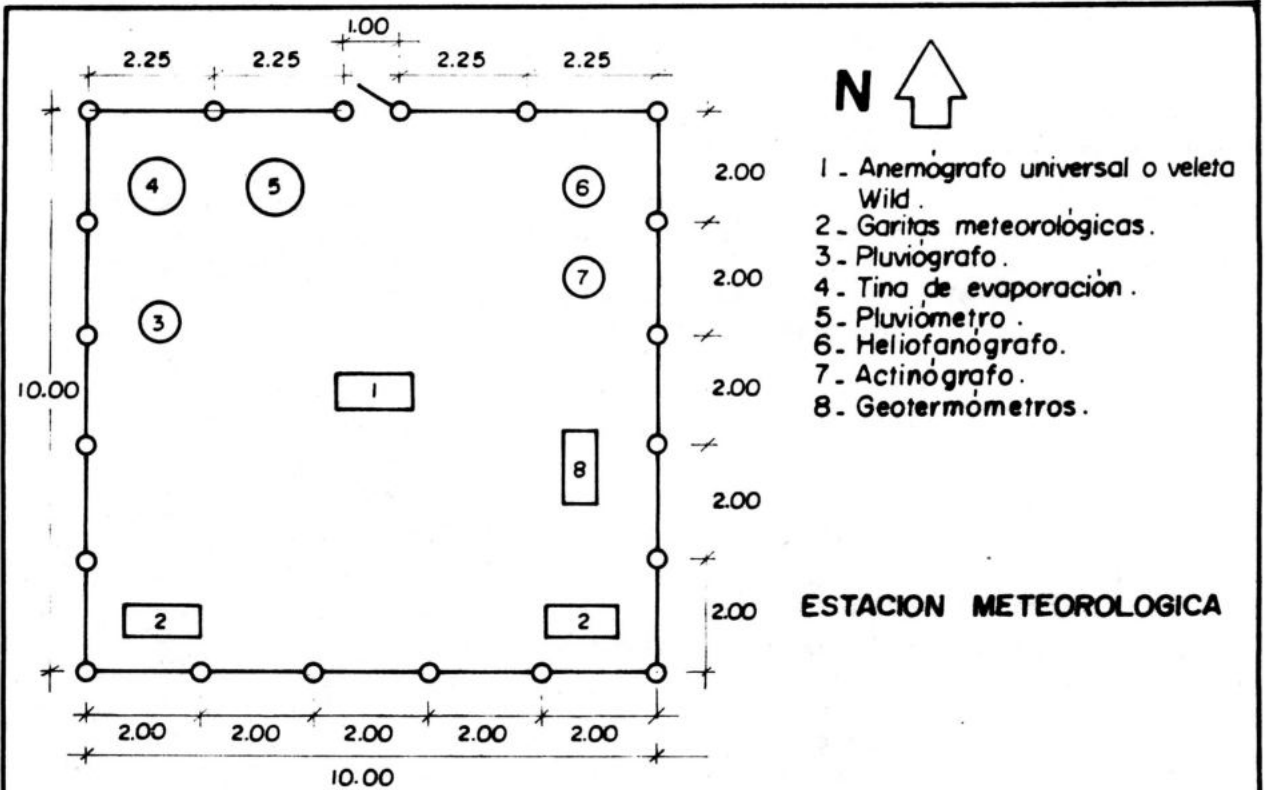 1.00
2.25 2.25 2.25 2.25
N
4 5 6
2.00
1 - Anemógrafo universal o veleta
Wild.
2 - Garitas meteorológicas.
7
2.00
3 - Pluviógrafo.
3
4 - Tina de evaporación.
5 - Pluviómetro.
10.00
1
2.00
6 - Heliofanógrafo.
7 - Actinógrafo.
8 - Geotermómetros.
8
2.00
2 2
2.00
ESTACION METEOROLOGICA
2.00 2.00 2.00 2.00 2.00
10.00